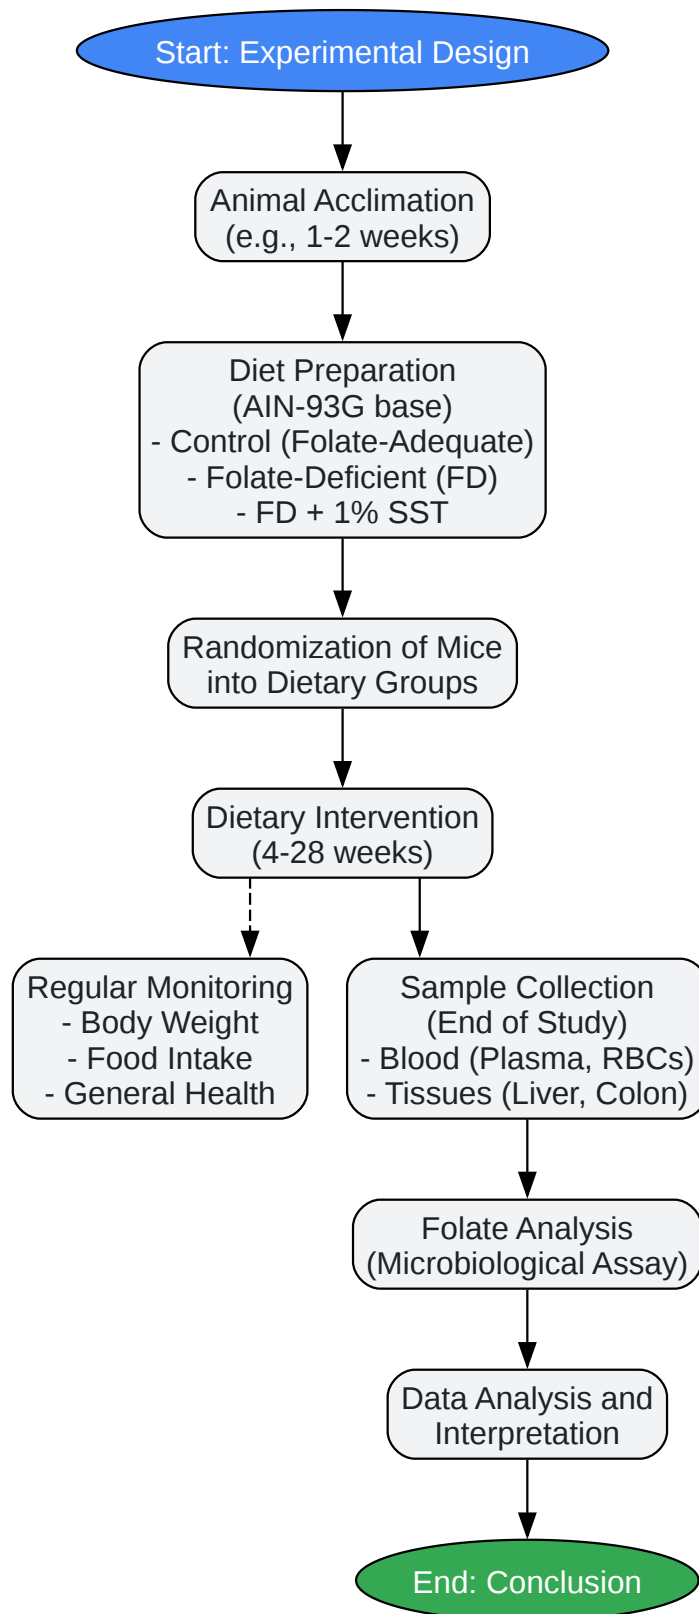 Start: Experimental Design
Animal Acclimation
(e.g., 1-2 weeks)
Diet Preparation
(AIN-93G base)
- Control (Folate-Adequate)
- Folate-Deficient (FD)
- FD + 1% SST
Randomization of Mice
into Dietary Groups
Dietary Intervention
(4-28 weeks)
Regular Monitoring
- Body Weight
- Food Intake
- General Health
Sample Collection
(End of Study)
- Blood (Plasma, RBCs)
- Tissues (Liver, Colon)
Folate Analysis
(Microbiological Assay)
Data Analysis and
Interpretation
End: Conclusion